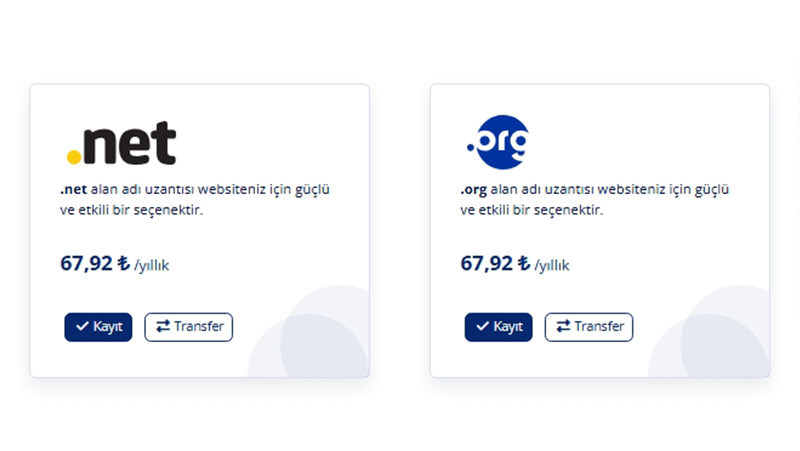 .net
.net alan adı uzantısı websiteniz için güçlü
ve etkili bir seçenektir.
67,92 ₺ /yıllık
Kayıt
Transfer
.org
.org alan adı uzantısı websiteniz için güçlü
ve etkili bir seçenektir.
67,92 ₺ /yıllık
Kayıt
Transfer